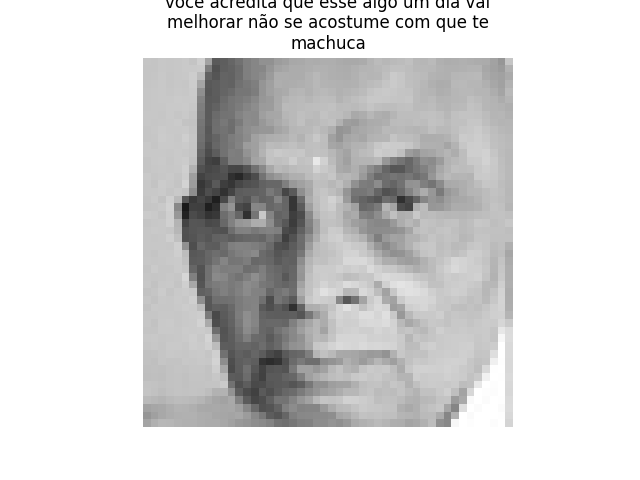 você acredita que esse algo um dia vai
melhorar não se acostume com que te
machuca